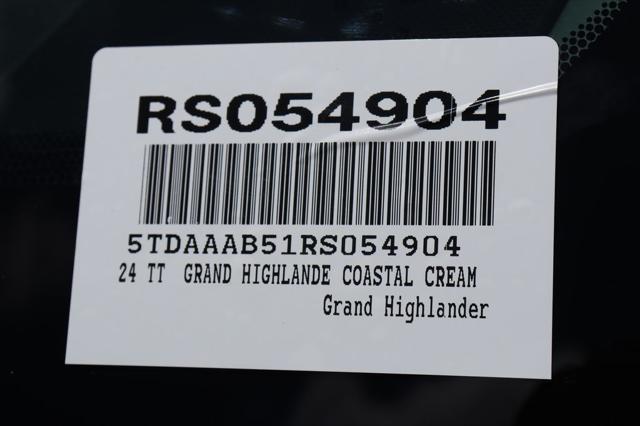 RS054904
5TDAAAB51RS054904
24 TT GRAND HIGHLANDE COASTAL CREAM
Grand Highlander